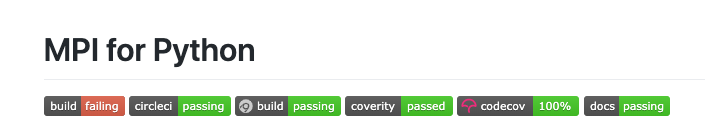 MPI for Python
build failing circleci passing build passing coverity passed codecov 100% docs passing